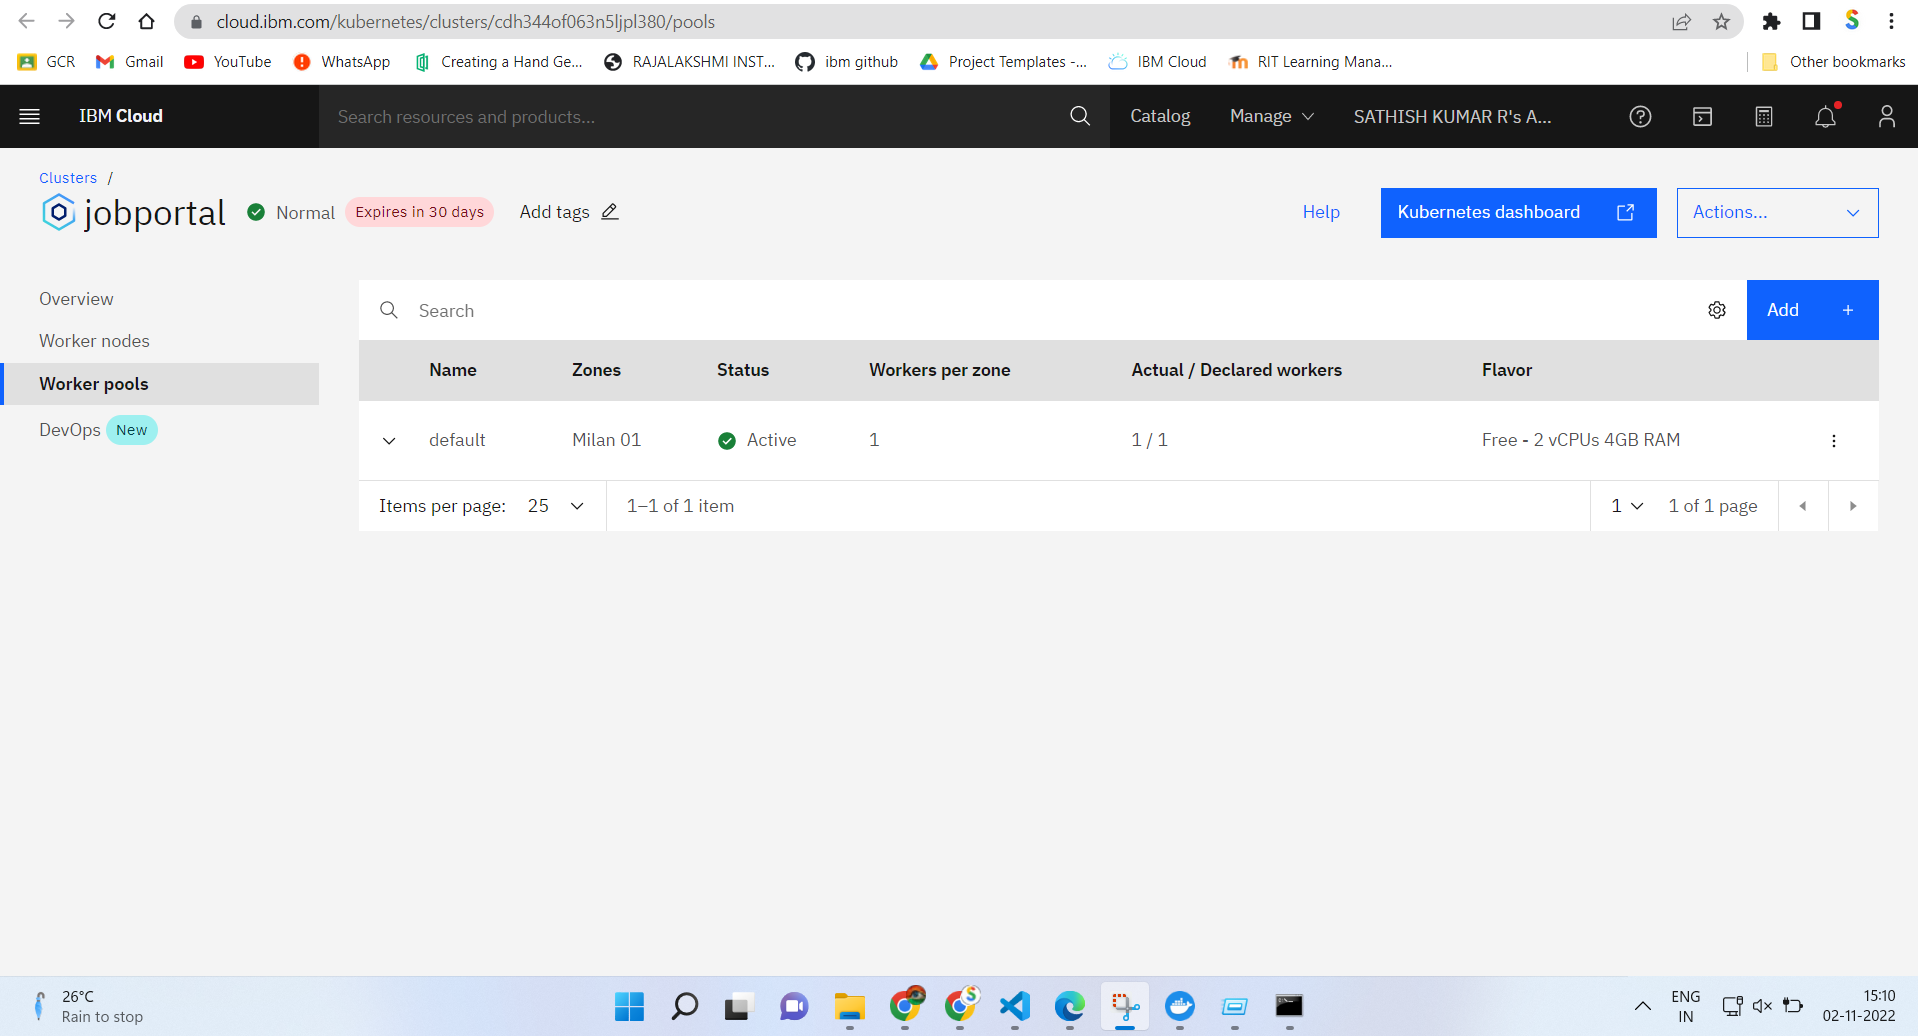 cloud.ibm.com/kubernetes/clusters/cdh344of063n5ljpl380/pools
GCR Gmail YouTube WhatsApp Creating a Hand Ge... RAJALAKSHMI INST... ibm github Project Templates -... IBM Cloud RIT Learning Mana... Other bookmarks
IBM Cloud Search resources and products... Catalog Manage SATHISH KUMAR R's A...
Clusters /
jobportal Normal Expires in 30 days Add tags Help Kubernetes dashboard Actions...
Overview
Worker nodes
Worker pools
DevOps New
Search Add +
Name Zones Status Workers per zone Actual / Declared workers Flavor
default Milan 01 Active 1 1 / 1 Free - 2 vCPUs 4GB RAM
Items per page: 25 1–1 of 1 item 1 1 of 1 page
26°C
Rain to stop
ENG
IN
15:10
02-11-2022